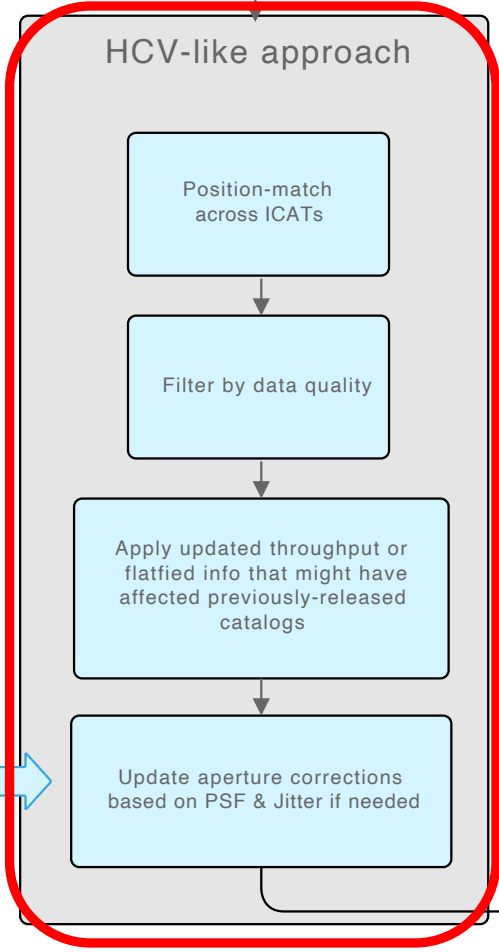 HCV-like approach
Position-match
across ICATs
Filter by data quality
Apply updated throughput or
flatfied info that might have
affected previously-released
catalogs
Update aperture corrections
based on PSF & Jitter if needed